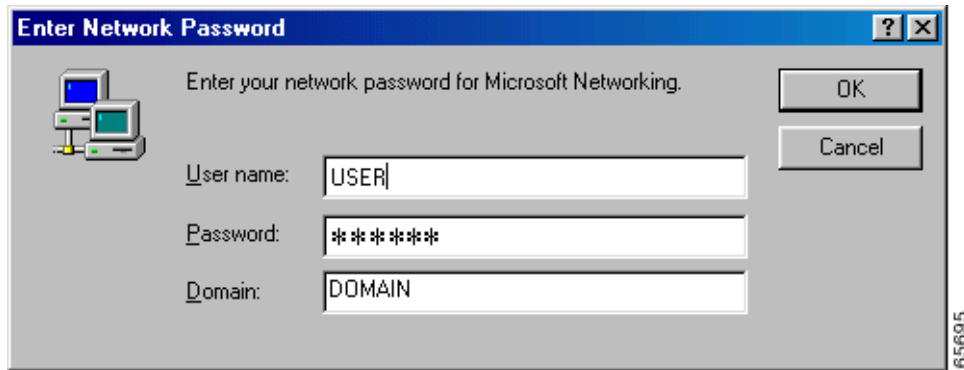 Enter Network Password
Enter your network password for Microsoft Networking.
OK
Cancel
User name: USER
Password: ******
Domain: DOMAIN
65695